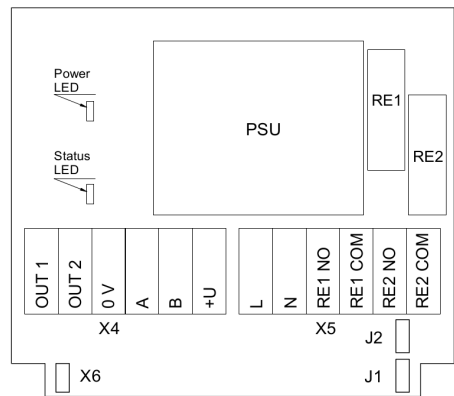 Power
LED
Status
LED
PSU
RE1
RE2
OUT 1
OUT 2
0 V
A
B
+U
L
N
RE1 NO
RE1 COM
RE2 NO
RE2 COM
X4
X5
J2
X6
J1